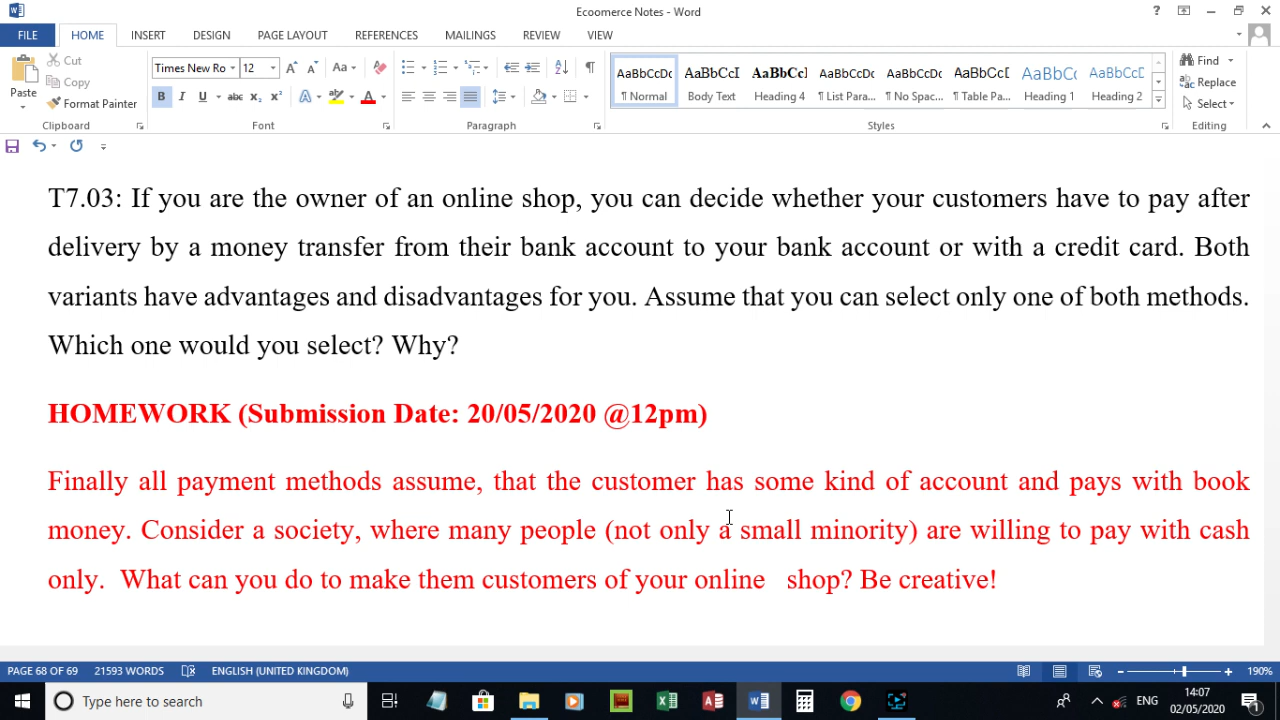 Ecoomerce Notes - Word
FILE HOME INSERT DESIGN PAGE LAYOUT REFERENCES MAILINGS REVIEW VIEW
Paste
Cut
Copy
Format Painter
Clipboard
Times New Ro 12
Font
Paragraph
AaBbCcDc AaBbCcI AaBbCcI AaBbCcDc AaBbCcDc AaBbCcD AaBbCc AaBbCcD
¶ Normal Body Text Heading 4 ¶ List Para... ¶ No Spac... ¶ Table Pa... Heading 1 Heading 2
Styles
Find
Replace
Select
Editing
T7.03: If you are the owner of an online shop, you can decide whether your customers have to pay after
delivery by a money transfer from their bank account to your bank account or with a credit card. Both
variants have advantages and disadvantages for you. Assume that you can select only one of both methods.
Which one would you select? Why?
HOMEWORK (Submission Date: 20/05/2020 @12pm)
Finally all payment methods assume, that the customer has some kind of account and pays with book
money. Consider a society, where many people (not only a small minority) are willing to pay with cash
only. What can you do to make them customers of your online shop? Be creative!
PAGE 68 OF 69 21593 WORDS ENGLISH (UNITED KINGDOM) 190%
Type here to search
ENG
14:07
02/05/2020